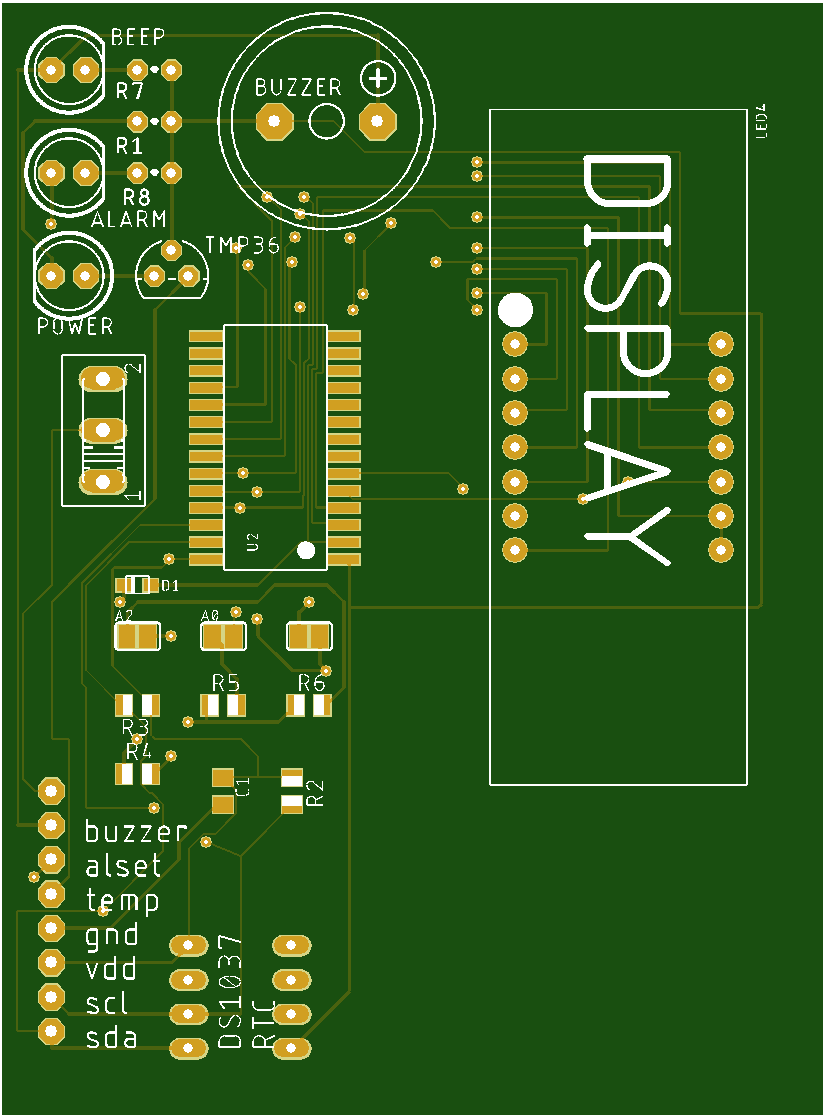 BEEP
R7
BUZZER
+
LED4
R1
R8
ALARM
TMP36
POWER
DISPLAY
2
1
U2
D1
A2
A0
R5
R6
R3
R4
C1
R2
buzzer
alset
temp
gnd
vdd
scl
sda
DS1037
RTC